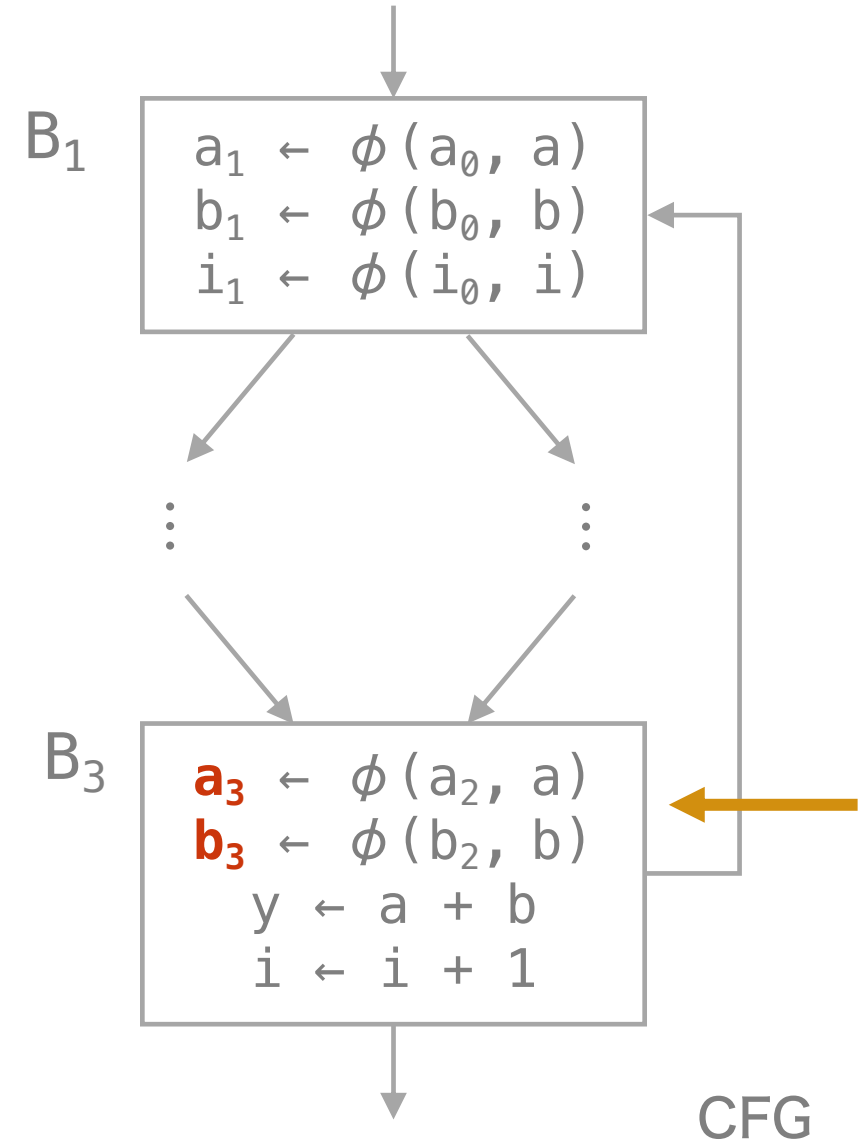 B₁
a₁ ← ϕ(a₀, a)
b₁ ← ϕ(b₀, b)
i₁ ← ϕ(i₀, i)
⋮ ⋮
B₃
a₃ ← ϕ(a₂, a)
b₃ ← ϕ(b₂, b)
y ← a + b
i ← i + 1
CFG